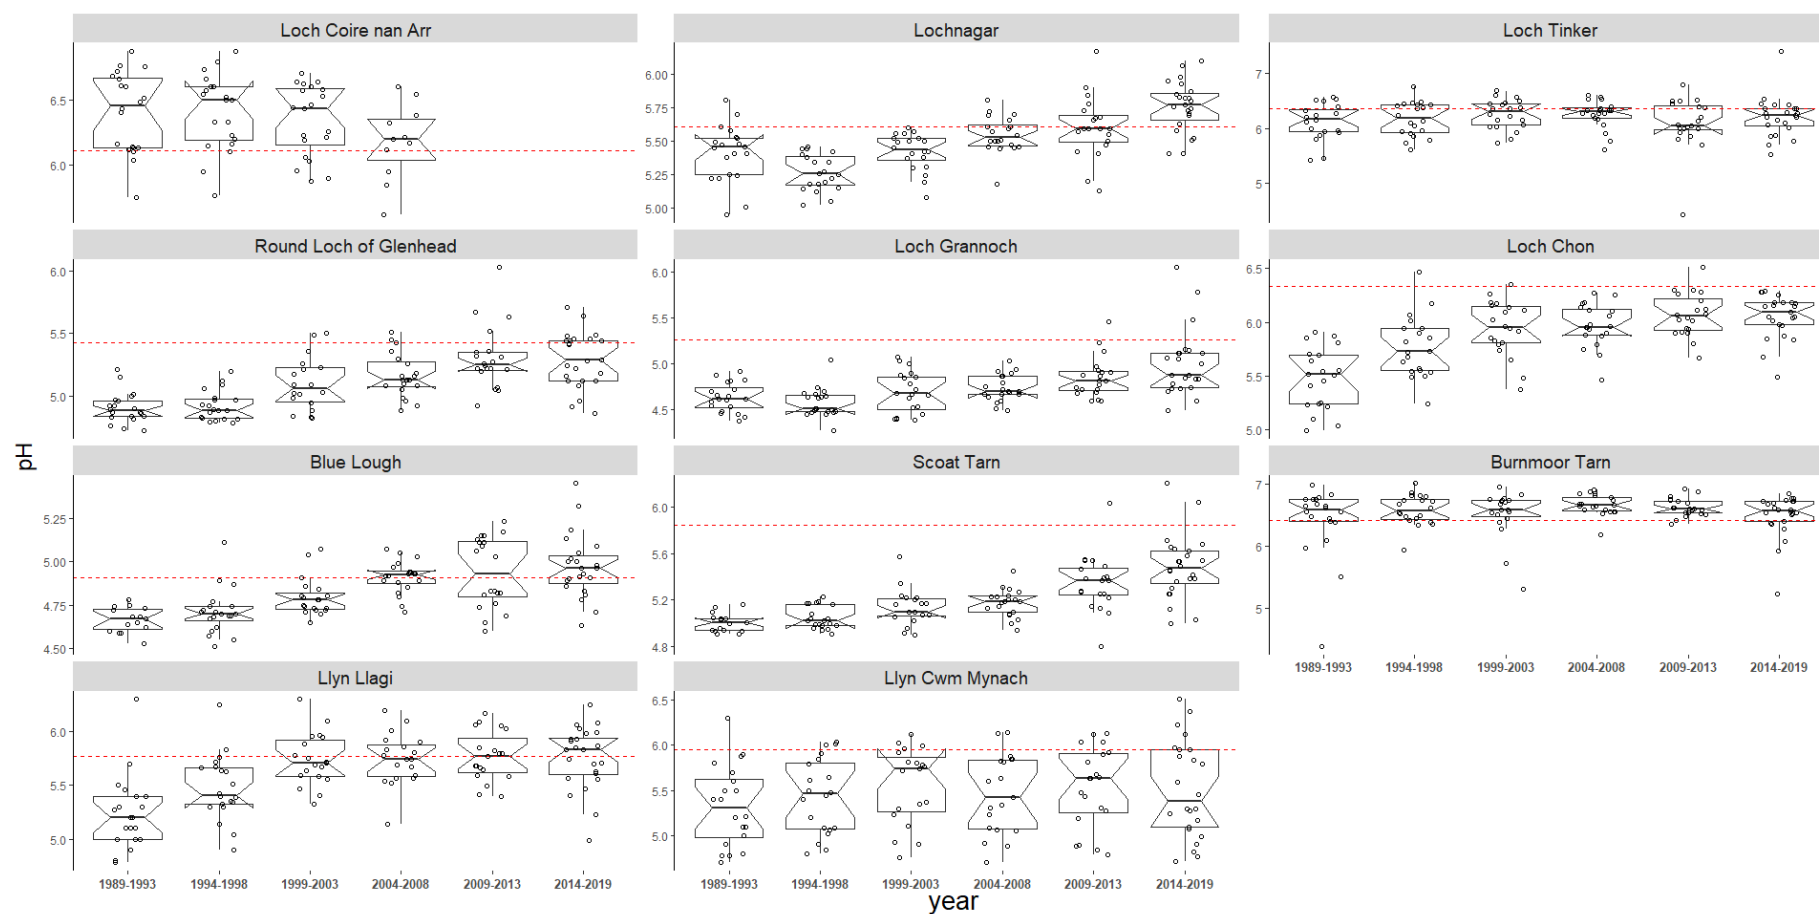 Loch Coire nan Arr
Lochnagar
Loch Tinker
6.5
6.0
6.00
5.75
5.50
5.25
5.00
7
6
5
Round Loch of Glenhead
Loch Grannoch
Loch Chon
6.0
5.5
5.0
6.0
5.5
5.0
4.5
6.5
6.0
5.5
5.0
pH
Blue Lough
Scoat Tarn
Burnmoor Tarn
5.25
5.00
4.75
4.50
6.0
5.6
5.2
4.8
7
6
5
1989-1993 1994-1998 1999-2003 2004-2008 2009-2013 2014-2019
Llyn Llagi
Llyn Cwm Mynach
6.0
5.5
5.0
6.5
6.0
5.5
5.0
1989-1993 1994-1998 1999-2003 2004-2008 2009-2013 2014-2019
1989-1993 1994-1998 1999-2003 2004-2008 2009-2013 2014-2019
year